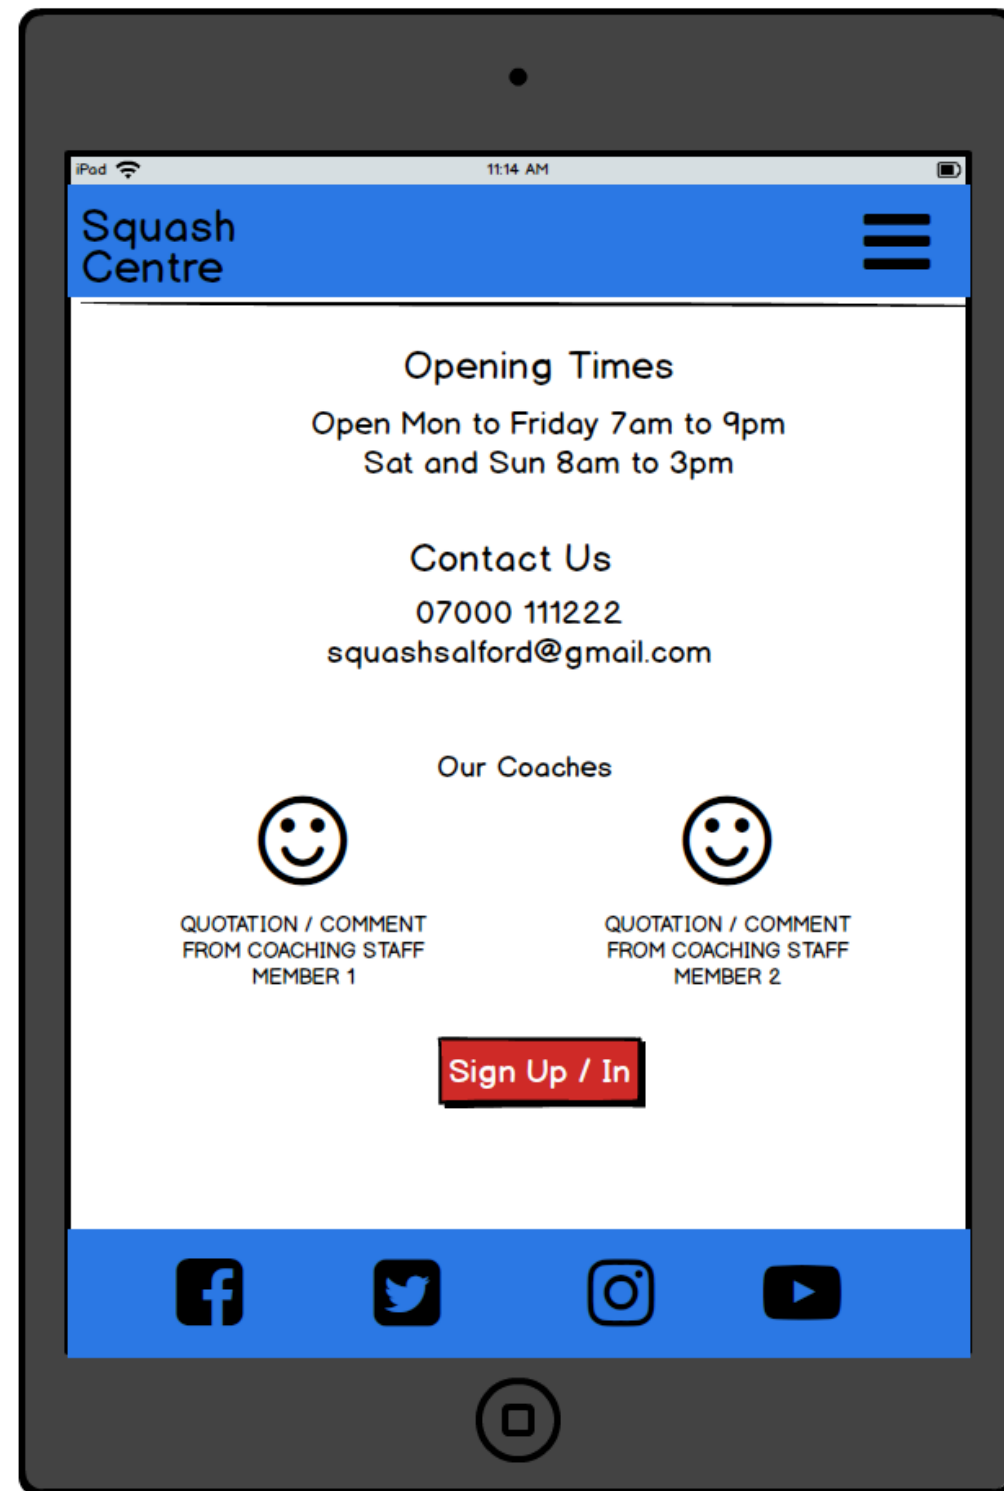 iPad
11:14 AM
Squash
Centre
Opening Times
Open Mon to Friday 7am to 9pm
Sat and Sun 8am to 3pm
Contact Us
07000 111222
squashsalford@gmail.com
Our Coaches
QUOTATION / COMMENT
FROM COACHING STAFF
MEMBER 1
QUOTATION / COMMENT
FROM COACHING STAFF
MEMBER 2
Sign Up / In